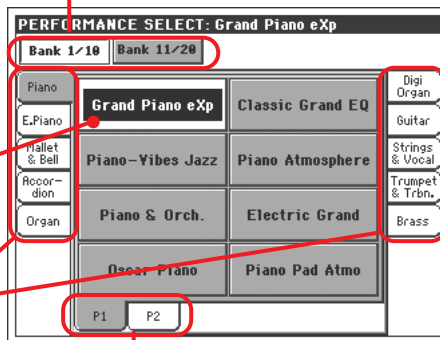 PERFORMANCE SELECT: Grand Piano eXp
Bank 1/10 Bank 11/20
Piano
E.Piano
Mallet
& Bell
Accor-
dion
Organ
Grand Piano eXp Classic Grand EQ
Piano-Vibes Jazz Piano Atmosphere
Piano & Orch. Electric Grand
Oscar Piano Piano Pad Atmo
Digi
Organ
Guitar
Strings
& Vocal
Trumpet
& Trbn.
Brass
P1 P2